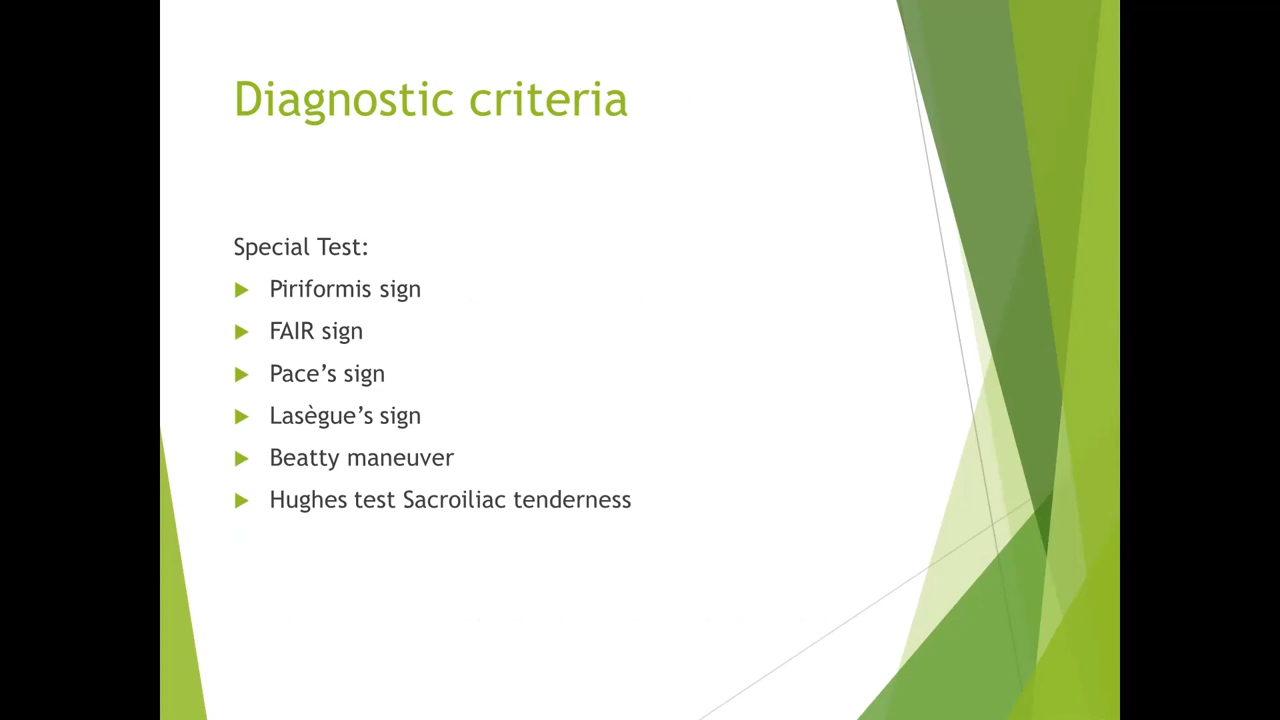 Diagnostic criteria
Special Test:
Piriformis sign
FAIR sign
Pace’s sign
Lasègue’s sign
Beatty maneuver
Hughes test Sacroiliac tenderness